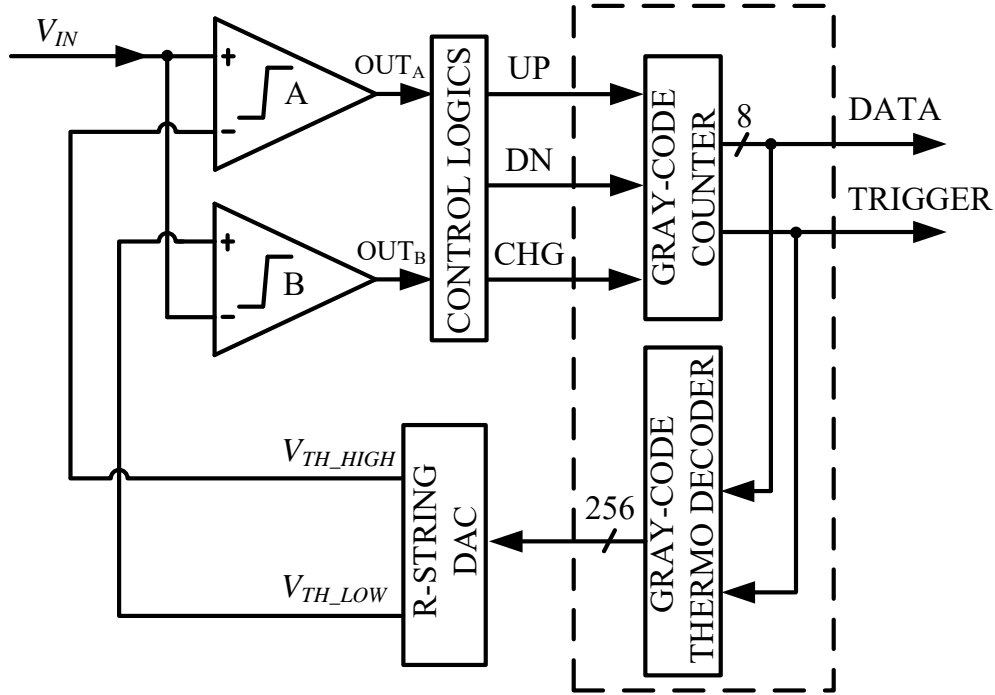 V_IN
+
A
-
OUT_A
+
B
-
OUT_B
CONTROL LOGICS
UP
DN
CHG
GRAY-CODE
COUNTER
8
DATA
TRIGGER
GRAY-CODE
THERMO DECODER
256
R-STRING
DAC
V_TH_HIGH
V_TH_LOW